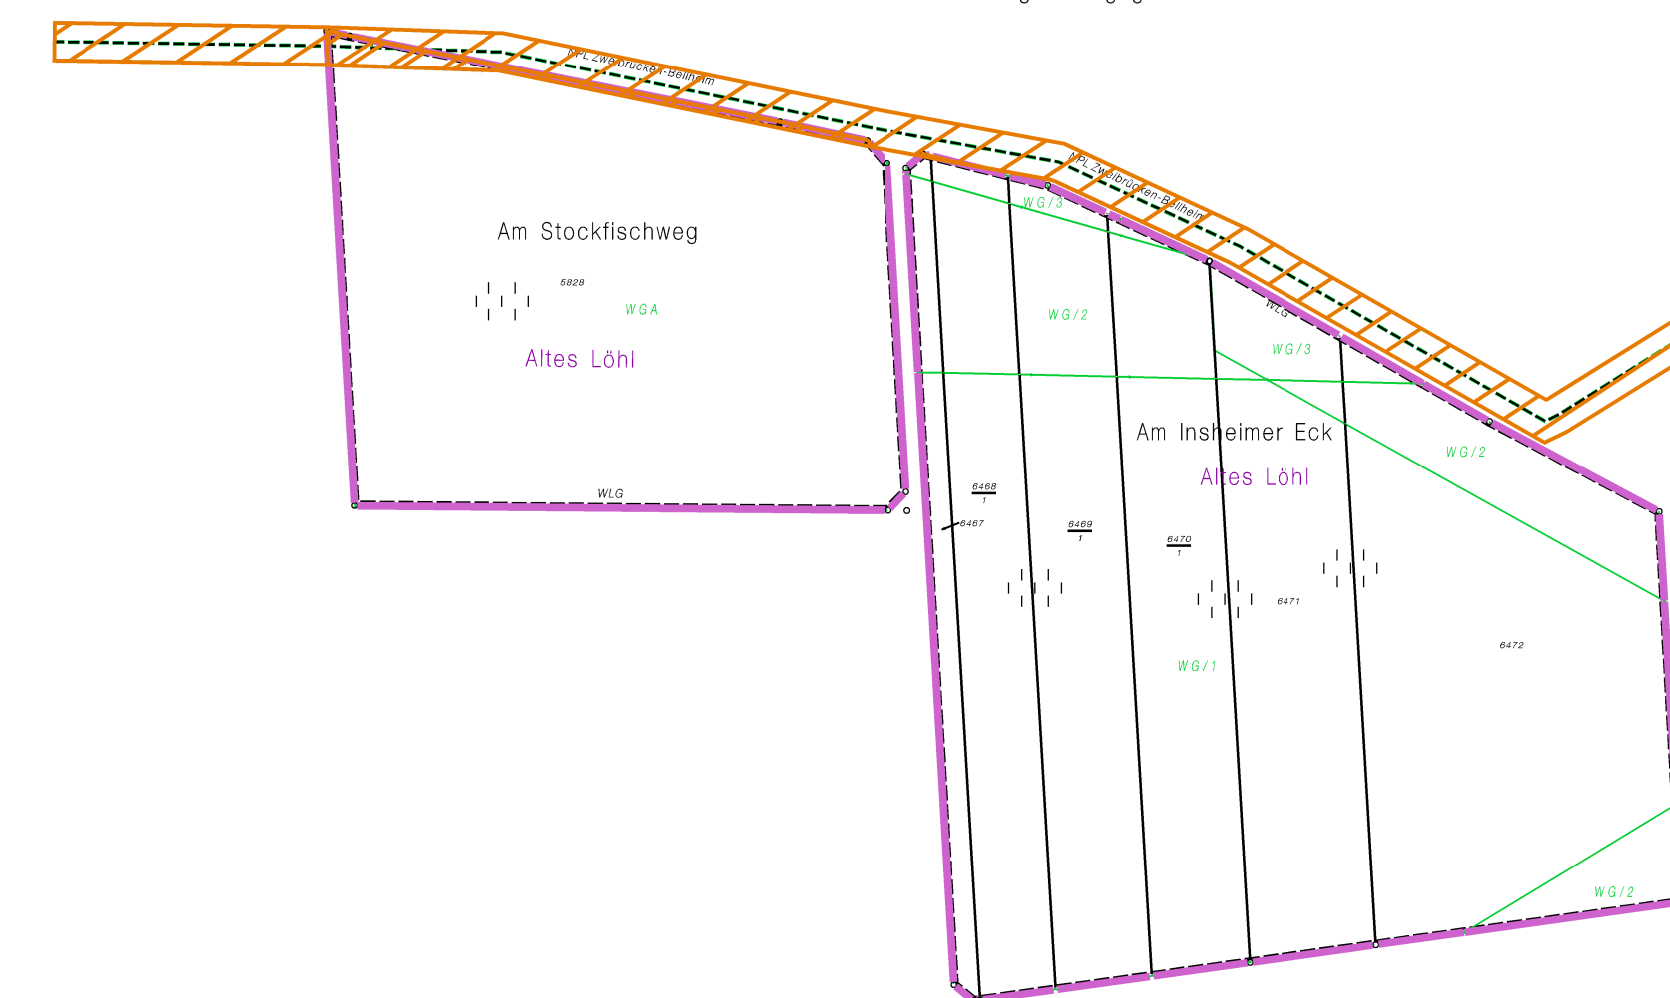 NPL Zweibrücken-Bellheim
NPL Zweibrücken-Bellheim
WG/3
Am Stockfischweg
5828
WGA
WLG
WG/2
WG/3
Altes Löhl
Am Insheimer Eck
WG/2
Altes Löhl
6468
1
WLG
6467
6469
1
6470
1
6471
6472
WG/1
WG/2